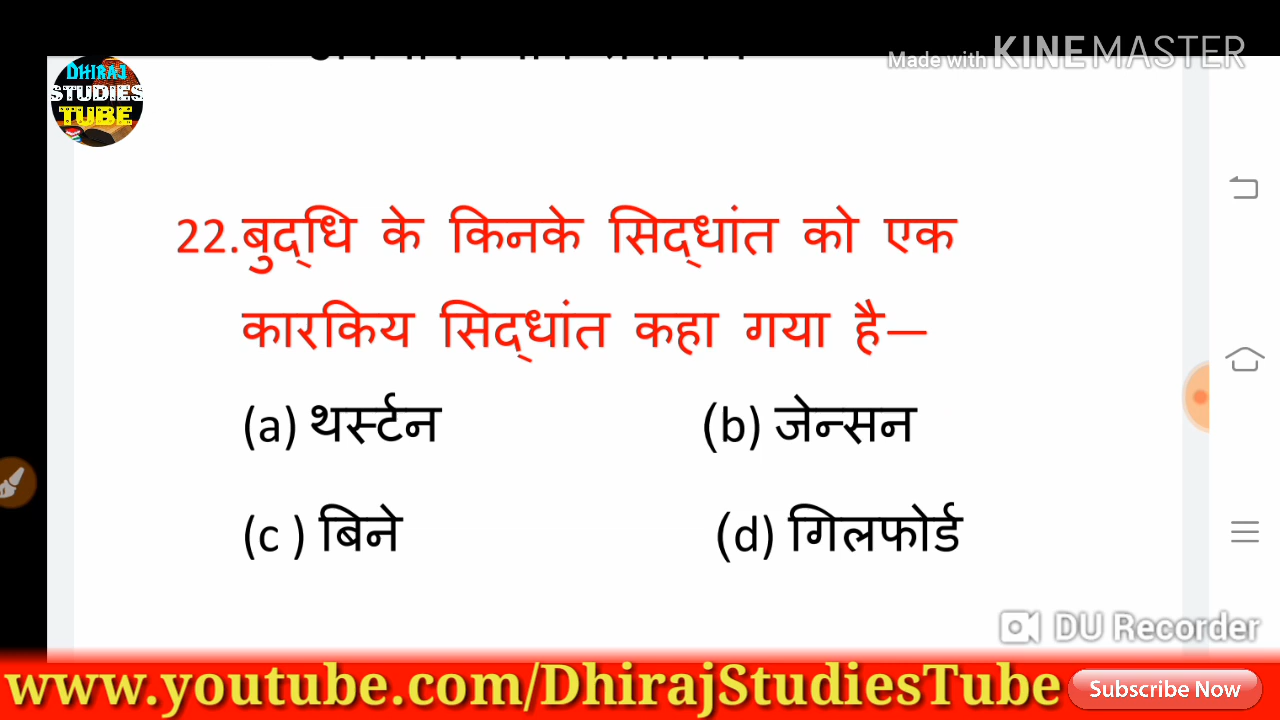 Made with KINEMASTER
DHIRAJ
STUDIES
TUBE
22.बुद्धि के किनके सिद्धांत को एक
कारकिय सिद्धांत कहा गया है—
(a) थर्स्टन (b) जेन्सन
(c ) बिने (d) गिलफोर्ड
DU Recorder
www.youtube.com/DhirajStudiesTube Subscribe Now